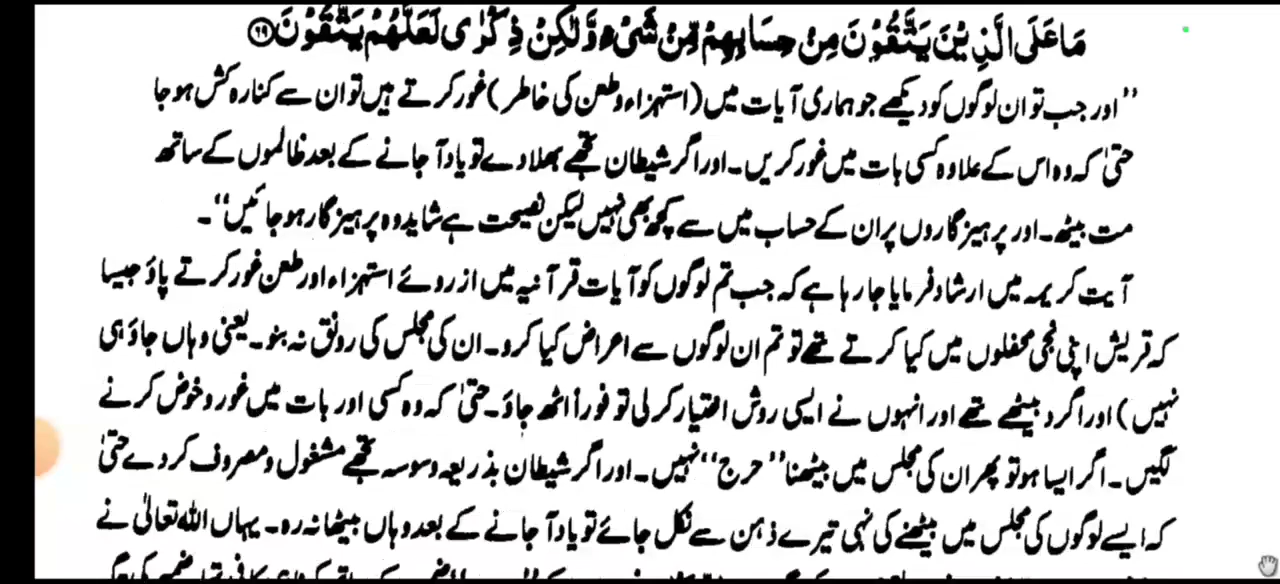 مَا عَلَى الَّذِيْنَ يَتَّقُوْنَ مِنْ حِسَابِهِمْ مِّنْ شَیْءٍ وَّلٰكِنْ ذِكْرٰى لَعَلَّهُمْ يَتَّقُوْنَ ۶۹
”اور جب تو ان لوگوں کو دیکھے جو ہماری آیات میں (استہزاء وطعن کی خاطر) غور کرتے ہیں تو ان سے کنارہ کش ہو جا
حتیٰ کہ وہ اس کے علاوہ کسی بات میں غور کریں۔ اور اگر شیطان تجھے بھلا دے تو یاد آ جانے کے بعد ظالموں کے ساتھ
مت بیٹھ۔ اور پرہیزگاروں پر ان کے حساب میں سے کچھ بھی نہیں لیکن نصیحت ہے شاید وہ پرہیزگار ہو جائیں“۔
آیت کریمہ میں ارشاد فرمایا جا رہا ہے کہ جب تم لوگوں کو آیات قرآنیہ میں از روئے استہزاء اور طعن غور کرتے پاؤ جیسا
کہ قریش اپنی نجی محفلوں میں کیا کرتے تھے تو تم ان لوگوں سے اعراض کیا کرو۔ ان کی مجلس کی رونق نہ بنو۔ یعنی وہاں جاؤ ہی
نہیں) اور اگر وبیٹھے تھے اور انہوں نے ایسی روش اختیار کر لی تو فوراً اٹھ جاؤ۔ حتیٰ کہ وہ کسی اور بات میں غور وخوض کرنے
لگیں۔ اگر ایسا ہو تو پھر ان کی مجلس میں بیٹھنا ”حرج“ نہیں۔ اور اگر شیطان بذریعہ وسوسہ تجھے مشغول ومصروف کر دے حتیٰ
کہ ایسے لوگوں کی مجلس میں بیٹھنے کی نہی تیرے ذہن سے نکل جائے تو یاد آ جانے کے بعد وہاں بیٹھا نہ رہ۔ یہاں اللہ تعالیٰ نے